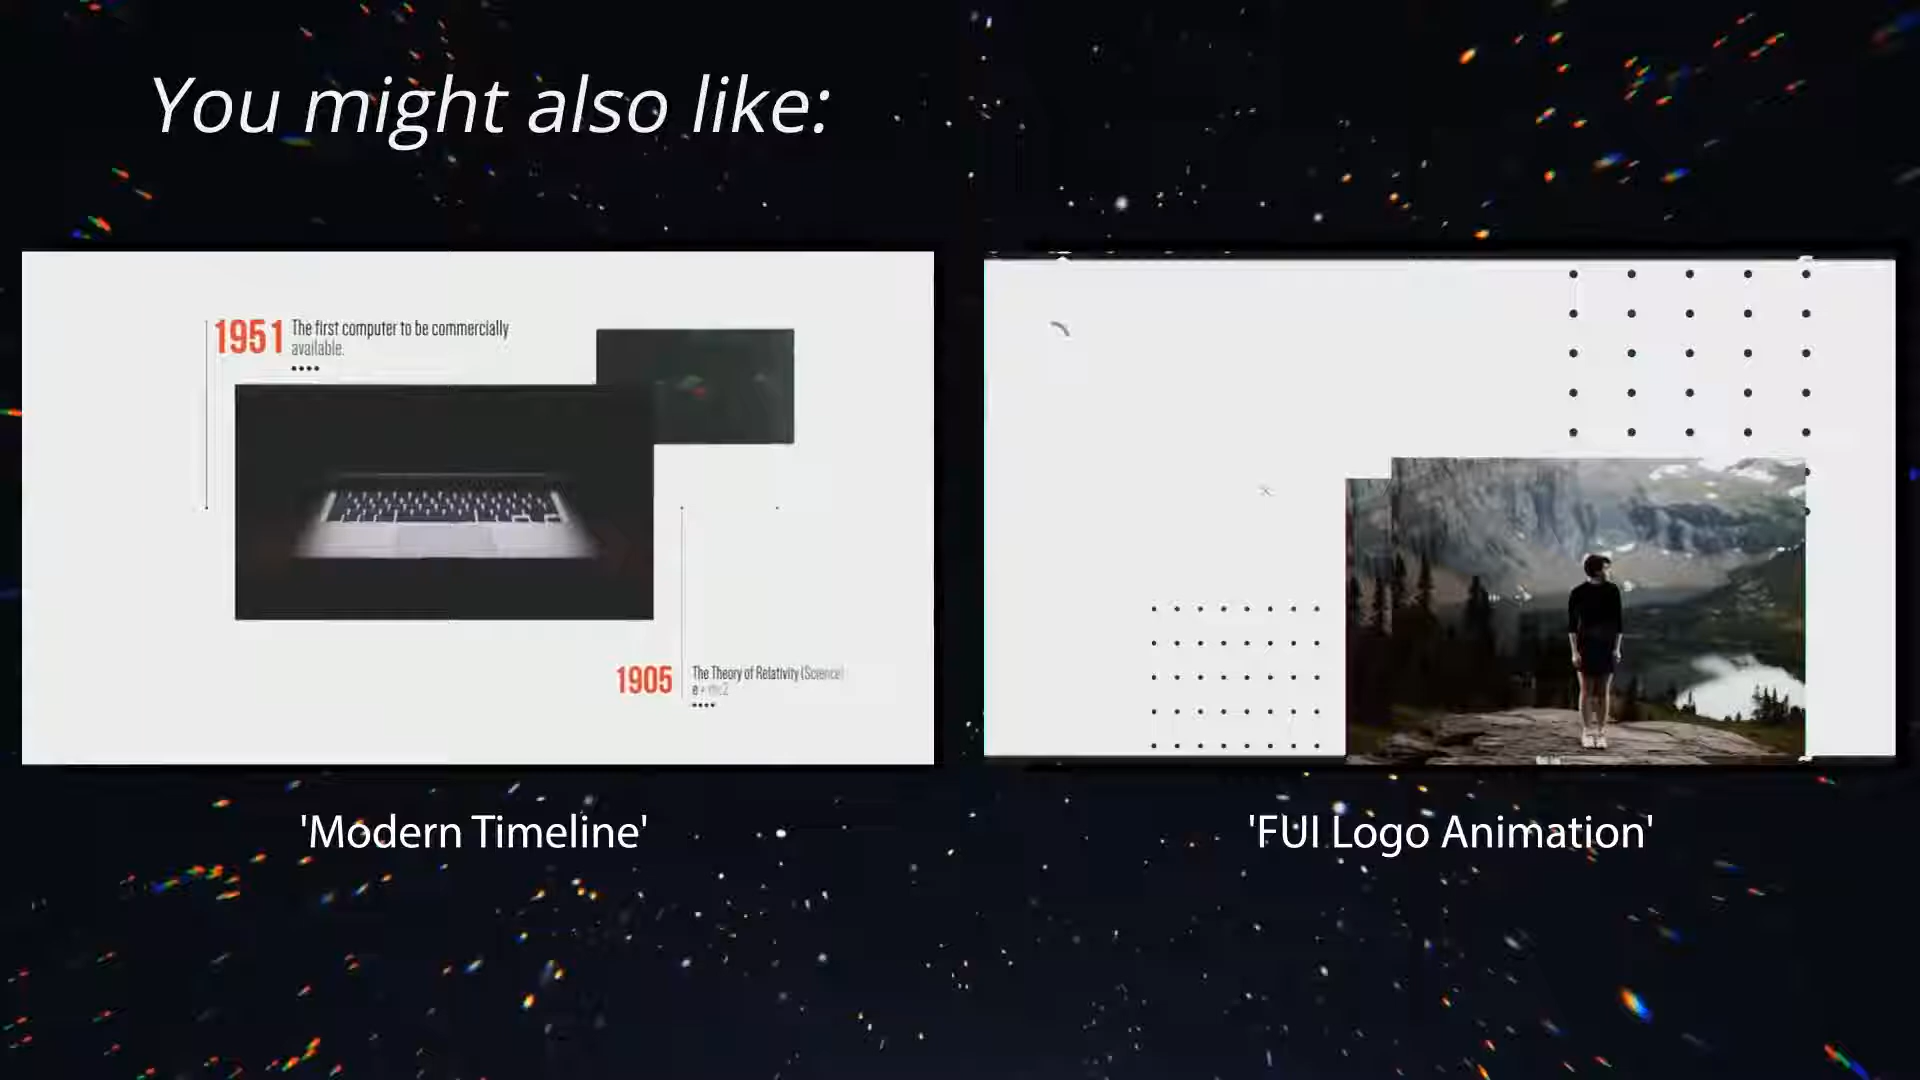 You might also like:
1951 The first computer to be commercially
available.
1905 The Theory of Relativity (Science)
'Modern Timeline'
'FUI Logo Animation'